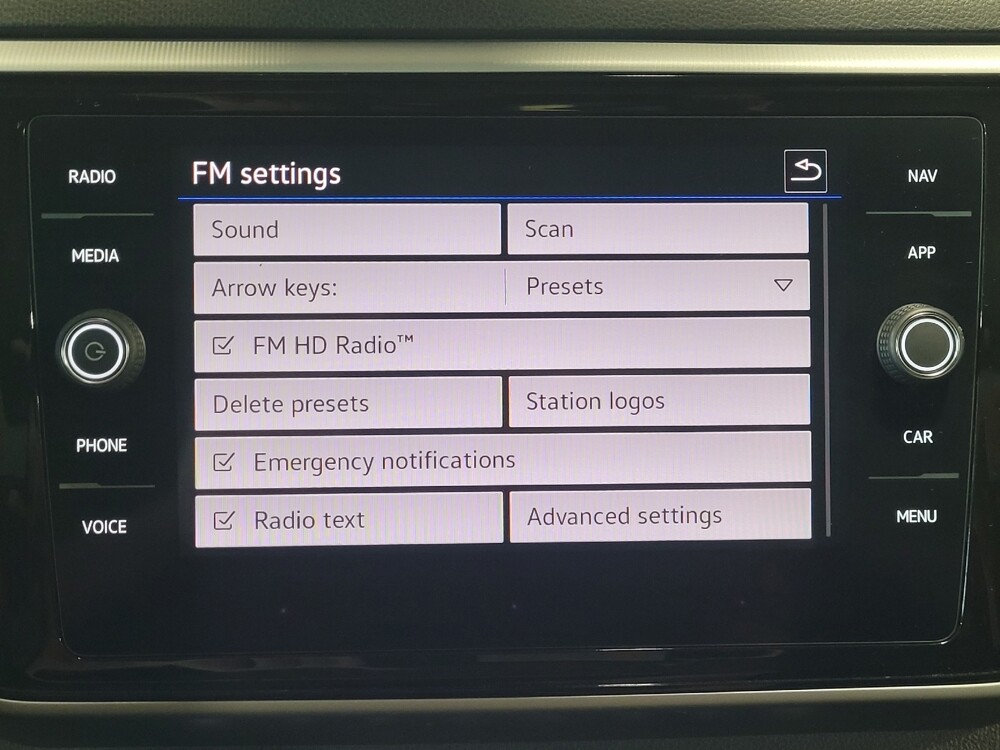 RADIO
FM settings
NAV
MEDIA
Sound
Scan
APP
Arrow keys:
Presets
FM HD Radio™
Delete presets
Station logos
PHONE
Emergency notifications
CAR
VOICE
Radio text
Advanced settings
MENU